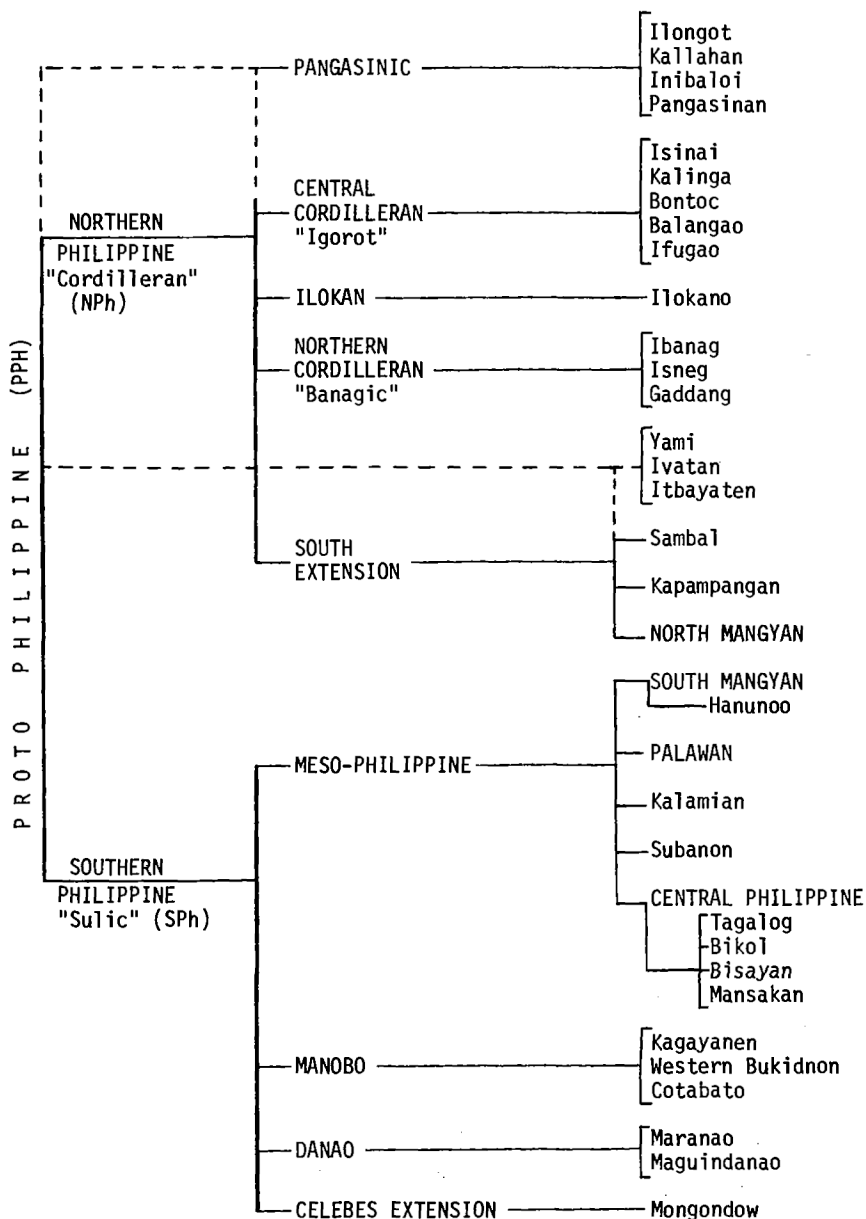 PROTO PHILIPPINE (PPH)
NORTHERN
PHILIPPINE
"Cordilleran"
(NPh)
PANGASINIC
Ilongot
Kallahan
Inibaloi
Pangasinan
CENTRAL
CORDILLERAN
"Igorot"
Isinai
Kalinga
Bontoc
Balangao
Ifugao
ILOKAN
Ilokano
NORTHERN
CORDILLERAN
"Banagic"
Ibanag
Isneg
Gaddang
Yami
Ivatan
Itbayaten
SOUTH
EXTENSION
Sambal
Kapampangan
NORTH MANGYAN
SOUTHERN
PHILIPPINE
"Sulic" (SPh)
MESO-PHILIPPINE
SOUTH MANGYAN
Hanunoo
PALAWAN
Kalamian
Subanon
CENTRAL PHILIPPINE
Tagalog
Bikol
Bisayan
Mansakan
MANOBO
Kagayanen
Western Bukidnon
Cotabato
DANAO
Maranao
Maguindanao
CELEBES EXTENSION
Mongondow